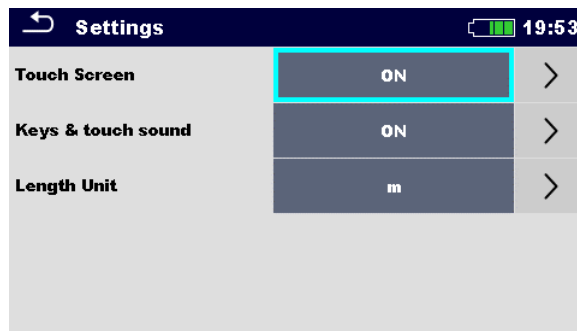 Settings 19:53
Touch Screen ON
Keys & touch sound ON
Length Unit m